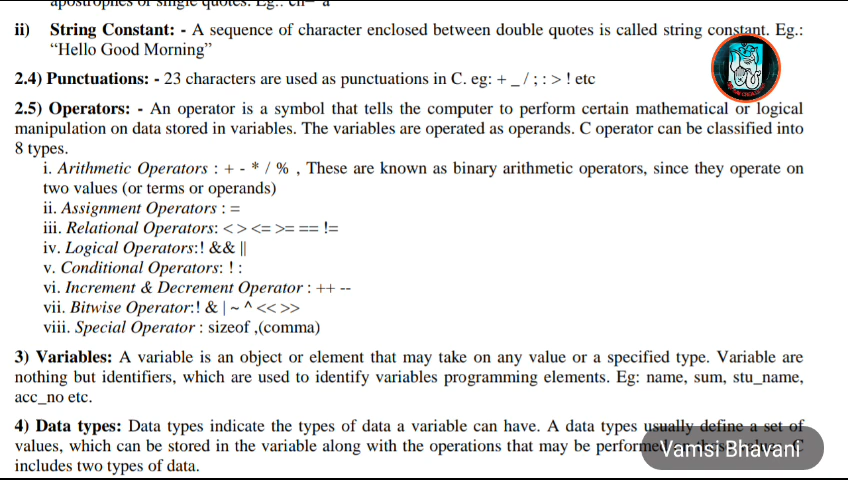 ii) String Constant: - A sequence of character enclosed between double quotes is called string constant. Eg.:
“Hello Good Morning”
2.4) Punctuations: - 23 characters are used as punctuations in C. eg: + _ / ; : > ! etc
2.5) Operators: - An operator is a symbol that tells the computer to perform certain mathematical or logical
manipulation on data stored in variables. The variables are operated as operands. C operator can be classified into
8 types.
i. Arithmetic Operators : + - * / % , These are known as binary arithmetic operators, since they operate on
two values (or terms or operands)
ii. Assignment Operators : =
iii. Relational Operators: < > <= >= == !=
iv. Logical Operators:! && ||
v. Conditional Operators: ! :
vi. Increment & Decrement Operator : ++ --
vii. Bitwise Operator:! & | ~ ^ << >>
viii. Special Operator : sizeof ,(comma)
3) Variables: A variable is an object or element that may take on any value or a specified type. Variable are
nothing but identifiers, which are used to identify variables programming elements. Eg: name, sum, stu_name,
acc_no etc.
4) Data types: Data types indicate the types of data a variable can have. A data types usually define a set of
values, which can be stored in the variable along with the operations that may be
Vamsi Bhavani
includes two types of data.